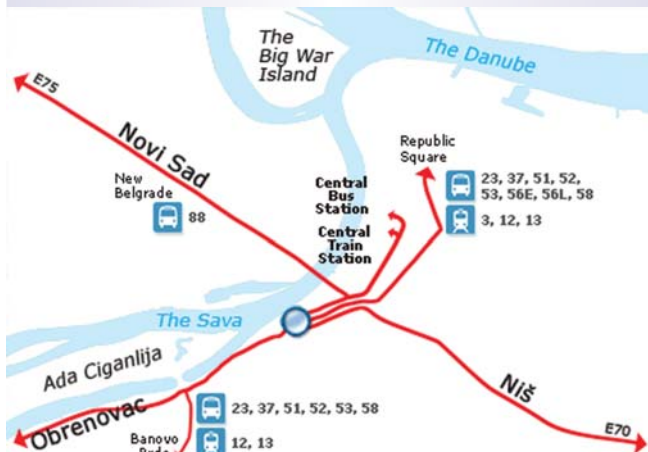 The
Big War
Island
The Danube
E75
Novi Sad
Republic
Square
23, 37, 51, 52,
53, 56E, 56L, 58
3, 12, 13
New
Belgrade
88
Central
Bus
Station
Central
Train
Station
The Sava
Ada Ciganlija
Niš
E70
Obrenovac
23, 37, 51, 52, 53, 58
Banovo
Brdo
12, 13